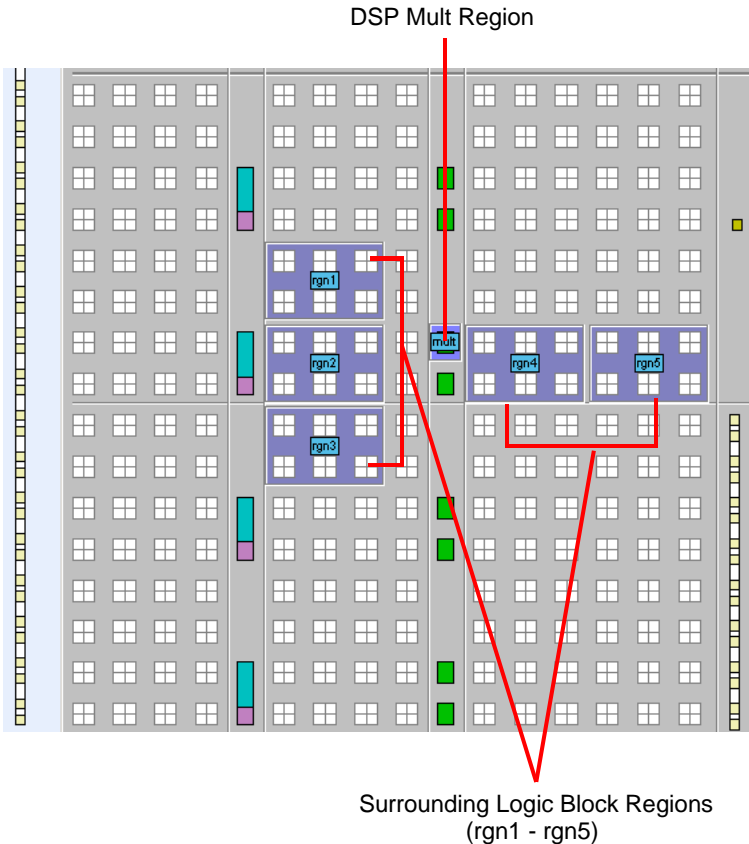 DSP Mult Region
rgn1
rgn2
mult
rgn4
rgn5
rgn3
Surrounding Logic Block Regions
(rgn1 - rgn5)